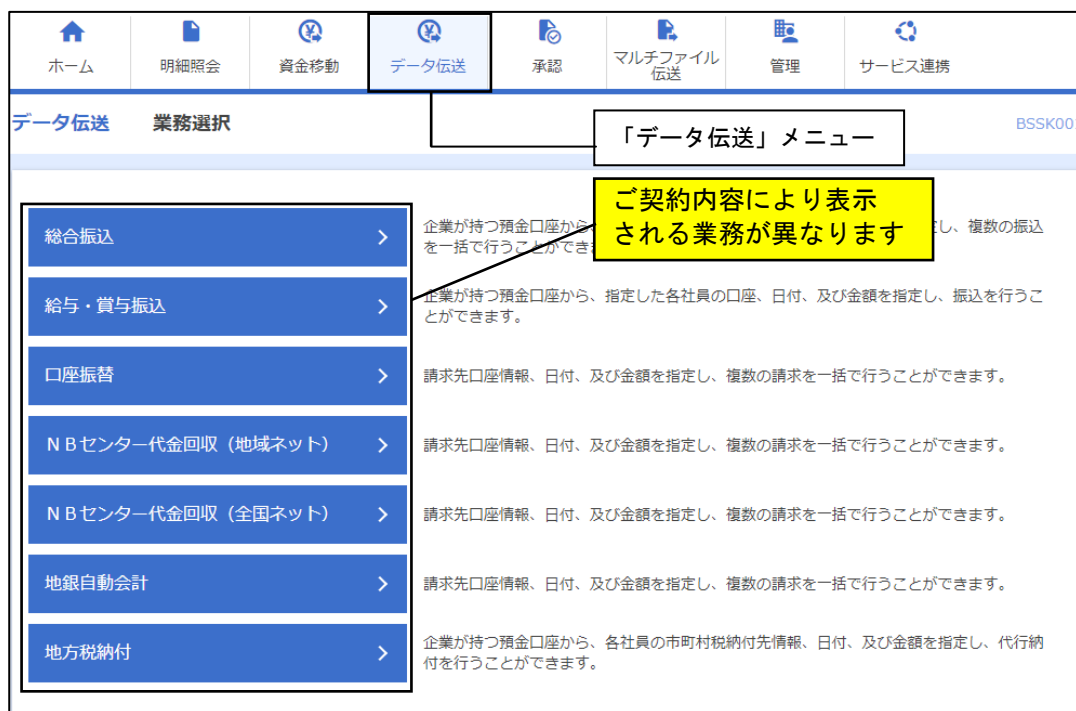 ホーム
明細照会
資金移動
データ伝送
承認
マルチファイル
伝送
管理
サービス連携
データ伝送 業務選択
BSSK00
「データ伝送」メニュー
ご契約内容により表示
される業務が異なります
総合振込
企業が持つ預金口座から、
し、複数の振込
を一括で行うことができ
給与・賞与振込
企業が持つ預金口座から、指定した各社員の口座、日付、及び金額を指定し、振込を行うこ
とができます。
口座振替
請求先口座情報、日付、及び金額を指定し、複数の請求を一括で行うことができます。
ＮＢセンター代金回収（地域ネット）
請求先口座情報、日付、及び金額を指定し、複数の請求を一括で行うことができます。
ＮＢセンター代金回収（全国ネット）
請求先口座情報、日付、及び金額を指定し、複数の請求を一括で行うことができます。
地銀自動会計
請求先口座情報、日付、及び金額を指定し、複数の請求を一括で行うことができます。
地方税納付
企業が持つ預金口座から、各社員の市町村税納付先情報、日付、及び金額を指定し、代行納
付を行うことができます。